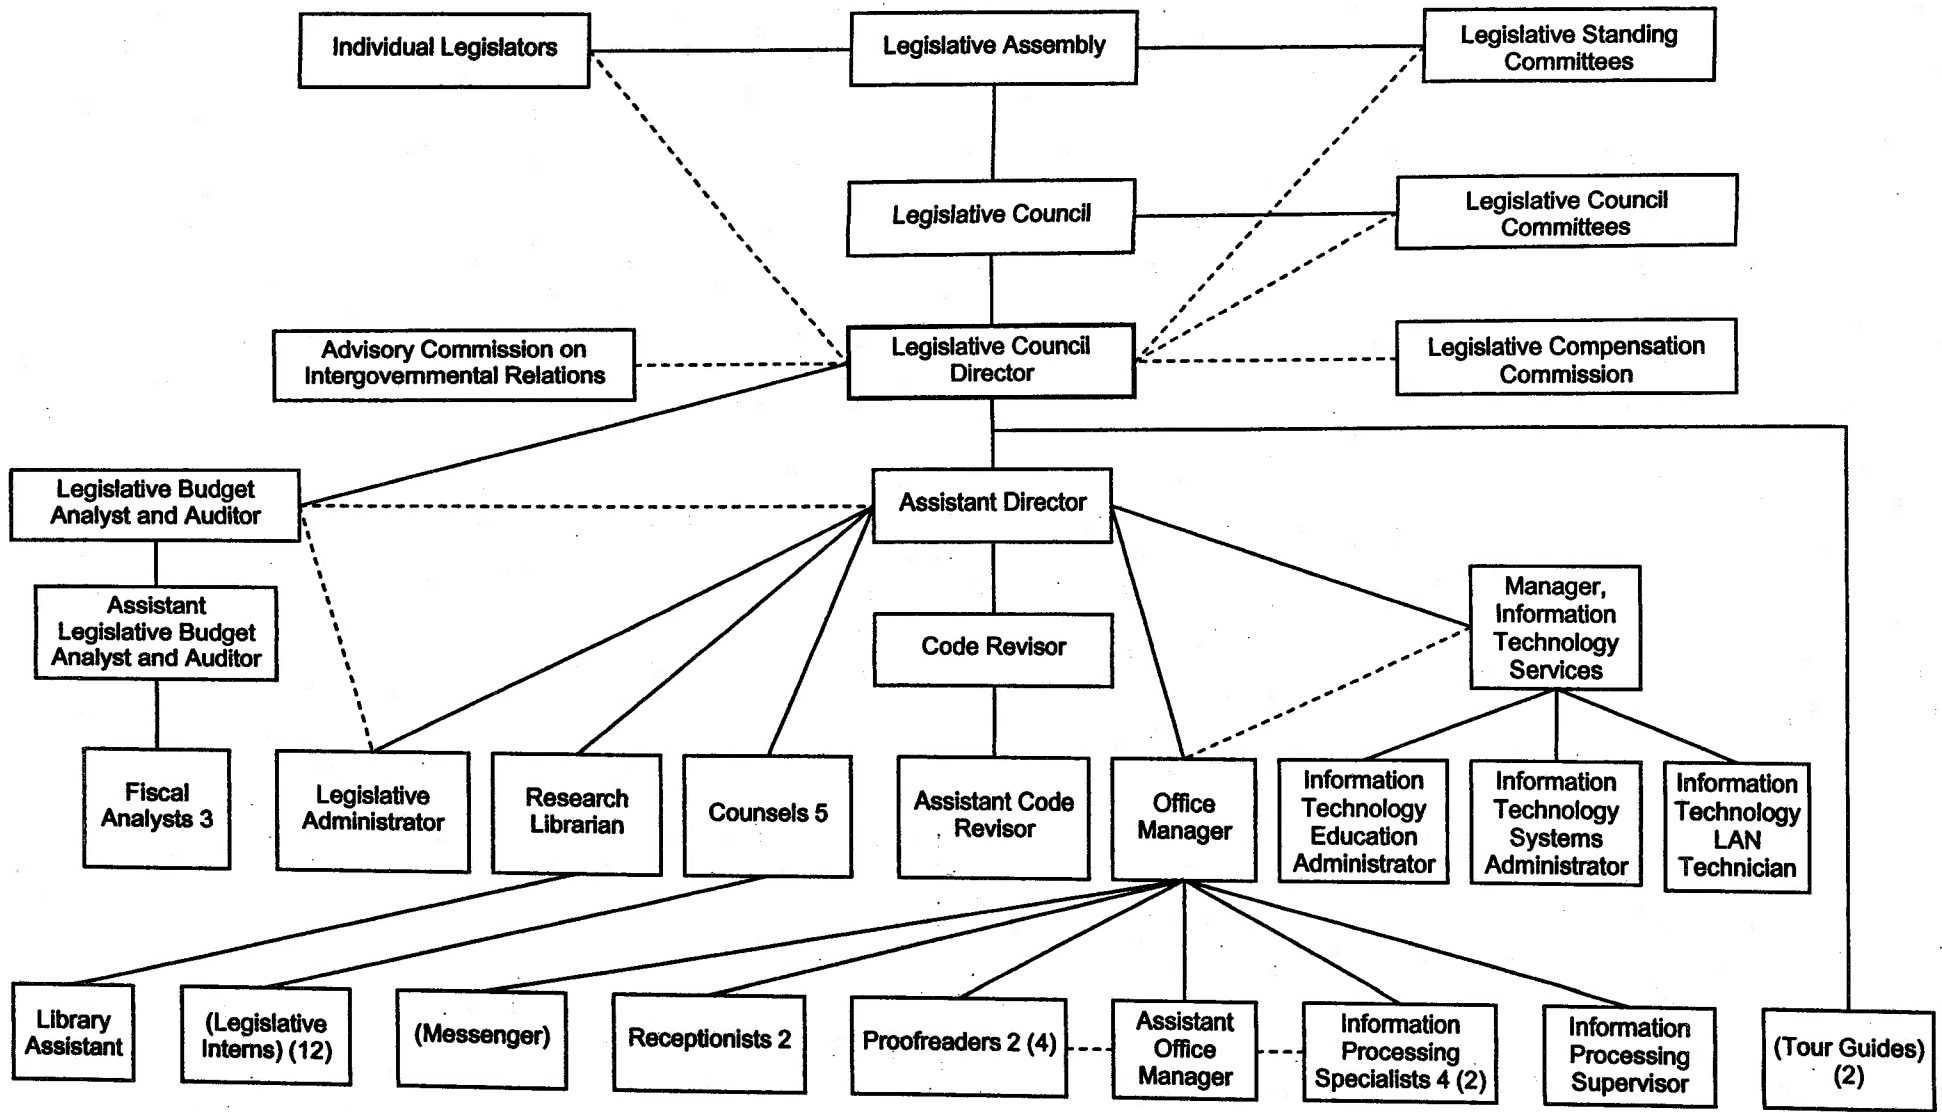 Individual Legislators
Legislative Assembly
Legislative Standing
Committees
Legislative Council
Legislative Council
Committees
Advisory Commission on
Intergovernmental Relations
Legislative Council
Director
Legislative Compensation
Commission
Legislative Budget
Analyst and Auditor
Assistant Director
Assistant
Legislative Budget
Analyst and Auditor
Code Revisor
Manager,
Information
Technology
Services
Fiscal
Analysts 3
Legislative
Administrator
Research
Librarian
Counsels 5
Assistant Code
Revisor
Office
Manager
Information
Technology
Education
Administrator
Information
Technology
Systems
Administrator
Information
Technology
LAN
Technician
Library
Assistant
(Legislative
Interns) (12)
(Messenger)
Receptionists 2
Proofreaders 2 (4)
Assistant
Office
Manager
Information
Processing
Specialists 4 (2)
Information
Processing
Supervisor
(Tour Guides)
(2)